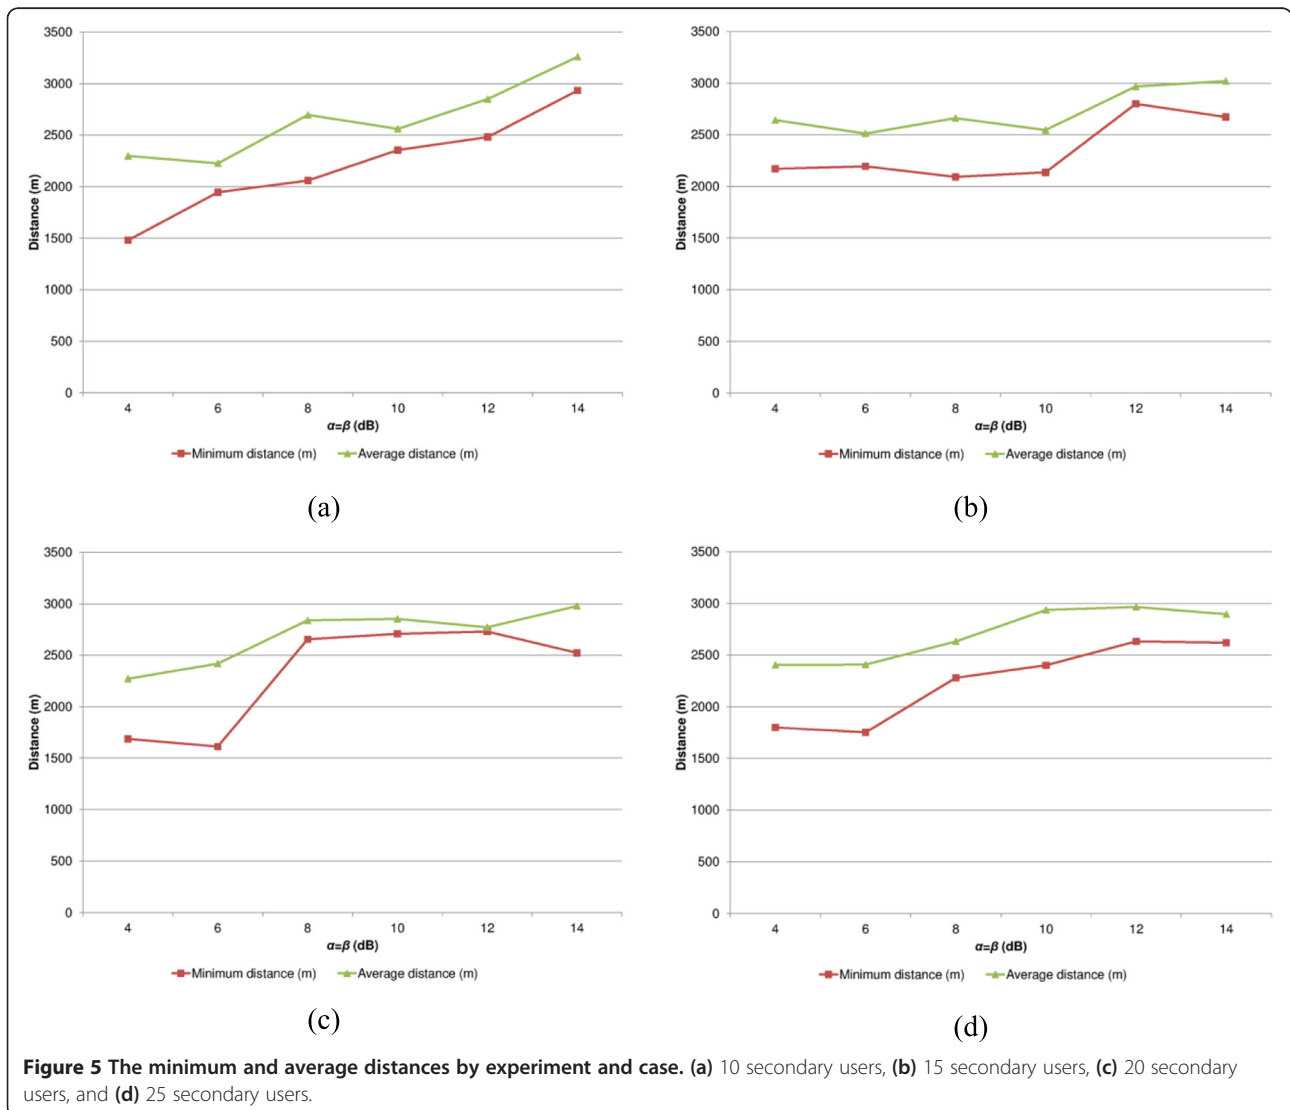 3500
3000
2500
2000
1500
1000
500
0
Distance (m)
4 6 8 10 12 14
α=β (dB)
Minimum distance (m) Average distance (m)
(a)
3500
3000
2500
2000
1500
1000
500
0
Distance (m)
4 6 8 10 12 14
α=β (dB)
Minimum distance (m) Average distance (m)
(b)
3500
3000
2500
2000
1500
1000
500
0
Distance (m)
4 6 8 10 12 14
α=β (dB)
Minimum distance (m) Average distance (m)
(c)
3500
3000
2500
2000
1500
1000
500
0
Distance (m)
4 6 8 10 12 14
α=β (dB)
Minimum distance (m) Average distance (m)
(d)
Figure 5 The minimum and average distances by experiment and case. (a) 10 secondary users, (b) 15 secondary users, (c) 20 secondary
users, and (d) 25 secondary users.